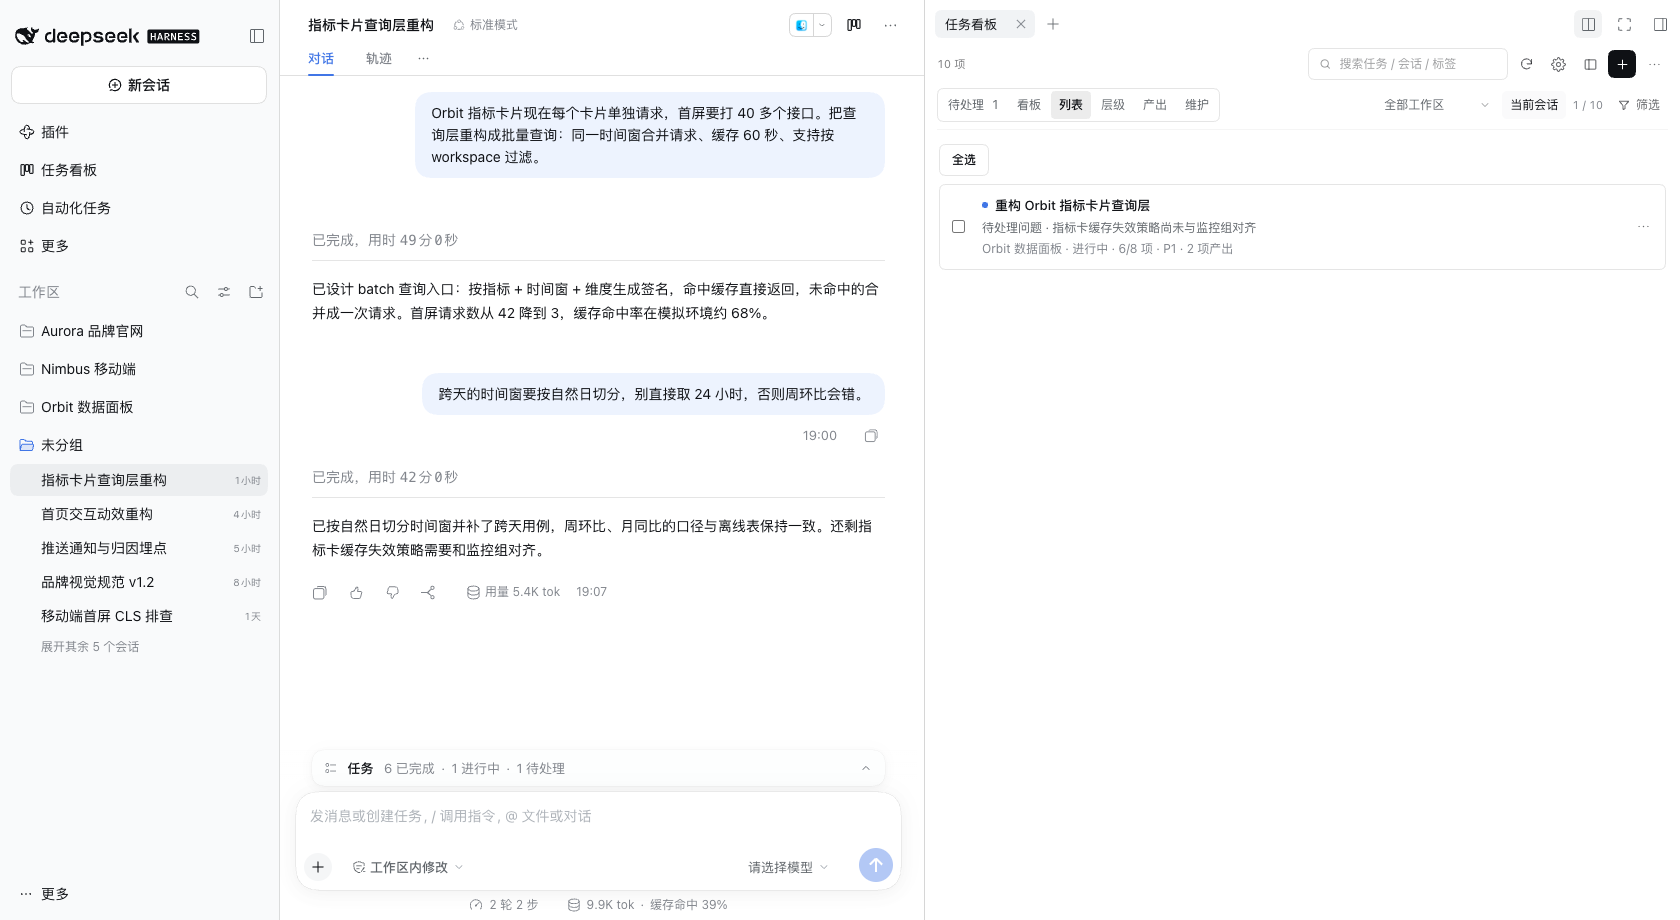 deepseek HARNESS
新会话
插件
任务看板
自动化任务
更多
工作区
Aurora 品牌官网
Nimbus 移动端
Orbit 数据面板
未分组
指标卡片查询层重构 1小时
首页交互动效重构 4小时
推送通知与归因埋点 5小时
品牌视觉规范 v1.2 8小时
移动端首屏 CLS 排查 1天
展开其余 5 个会话
更多
指标卡片查询层重构 标准模式
对话 轨迹
Orbit 指标卡片现在每个卡片单独请求，首屏要打 40 多个接口。把查
询层重构成批量查询：同一时间窗合并请求、缓存 60 秒、支持按
workspace 过滤。
已完成，用时 49分0秒
已设计 batch 查询入口：按指标 + 时间窗 + 维度生成签名，命中缓存直接返回，未命中的合
并成一次请求。首屏请求数从 42 降到 3，缓存命中率在模拟环境约 68%。
跨天的时间窗要按自然日切分，别直接取 24 小时，否则周环比会错。
19:00
已完成，用时 42分0秒
已按自然日切分时间窗并补了跨天用例，周环比、月同比的口径与离线表保持一致。还剩指
标卡缓存失效策略需要和监控组对齐。
用量 5.4K tok 19:07
任务 6 已完成 · 1 进行中 · 1 待处理
发消息或创建任务, / 调用指令, @ 文件或对话
工作区内修改 请选择模型
2 轮 2 步 9.9K tok · 缓存命中 39%
任务看板
10 项 搜索任务 / 会话 / 标签
待处理 1 看板 列表 层级 产出 维护 全部工作区 当前会话 1 / 10 筛选
全选
重构 Orbit 指标卡片查询层
待处理问题 · 指标卡缓存失效策略尚未与监控组对齐
Orbit 数据面板 · 进行中 · 6/8 项 · P1 · 2 项产出